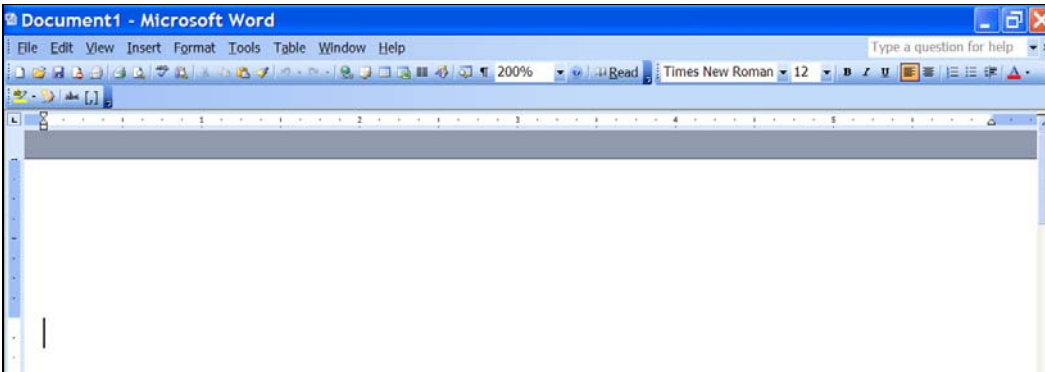 Document1 - Microsoft Word
File Edit View Insert Format Tools Table Window Help Type a question for help
¶ 200% Read Times New Roman 12 B I U A
abc [,]
L 1 2 3 4 5